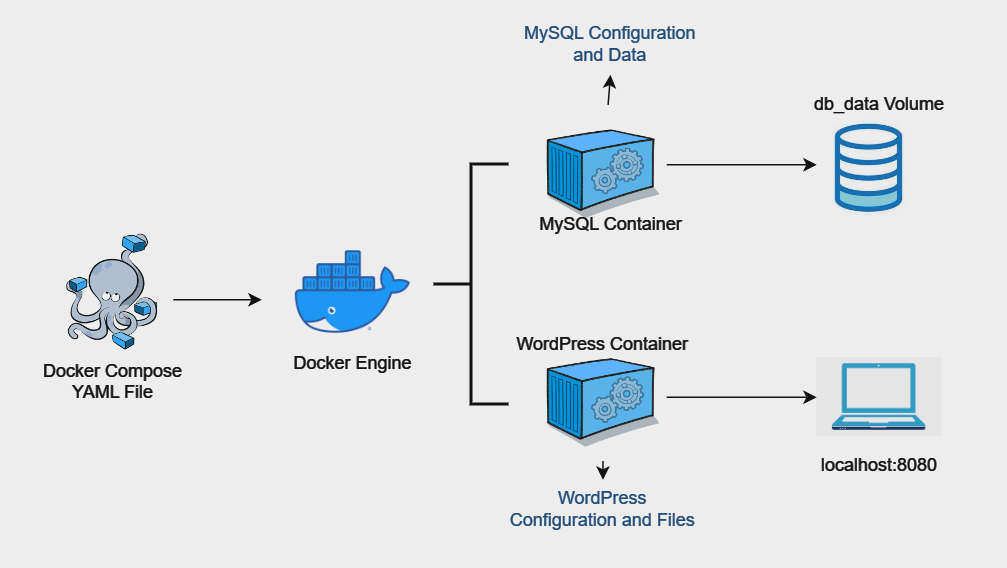 MySQL Configuration
and Data
db_data Volume
MySQL Container
Docker Compose
YAML File
Docker Engine
WordPress Container
localhost:8080
WordPress
Configuration and Files